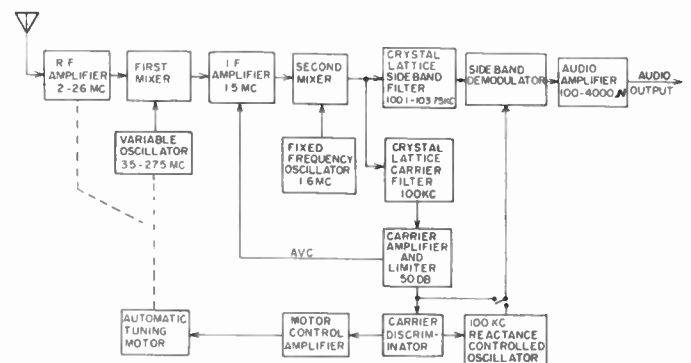 R F
AMPLIFIER
2-26 MC
FIRST
MIXER
I F
AMPLIFIER
1 5 MC
SECOND
MIXER
CRYSTAL
LATTICE
SIDEBAND
FILTER
100 1-103 75KC
SIDE BAND
DEMODULATOR
AUDIO
AMPLIFIER
100-4000 ~
AUDIO
OUTPUT
VARIABLE
OSCILLATOR
3 5 - 27 5 MC
FIXED
FREQUENCY
OSCILLATOR
1 6 MC
CRYSTAL
LATTICE
CARRIER
FILTER
100KC
AVC
CARRIER
AMPLIFIER
AND
LIMITER
50 DB
AUTOMATIC
TUNING
MOTOR
MOTOR
CONTROL
AMPLIFIER
CARRIER
DISCRIM-
INATOR
100 KC
REACTANCE
CONTROLLED
OSCILLATOR